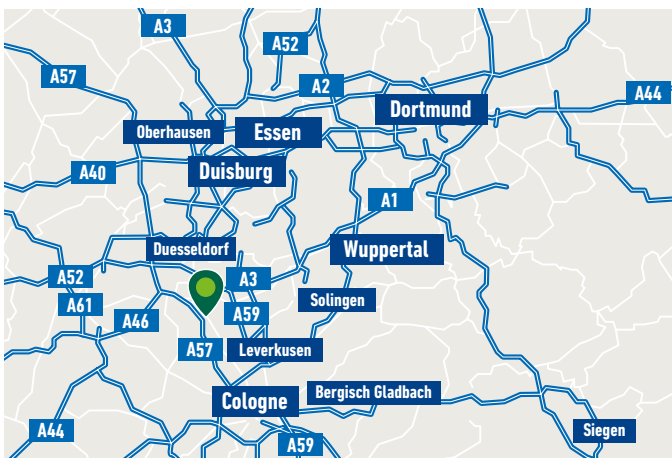 A3
A52
A57
A2
A44
Dortmund
Oberhausen
Essen
A40
Duisburg
A1
Duesseldorf
Wuppertal
A52
A3
A61
Solingen
A59
A46
A57
Leverkusen
Bergisch Gladbach
Cologne
A44
Siegen
A59